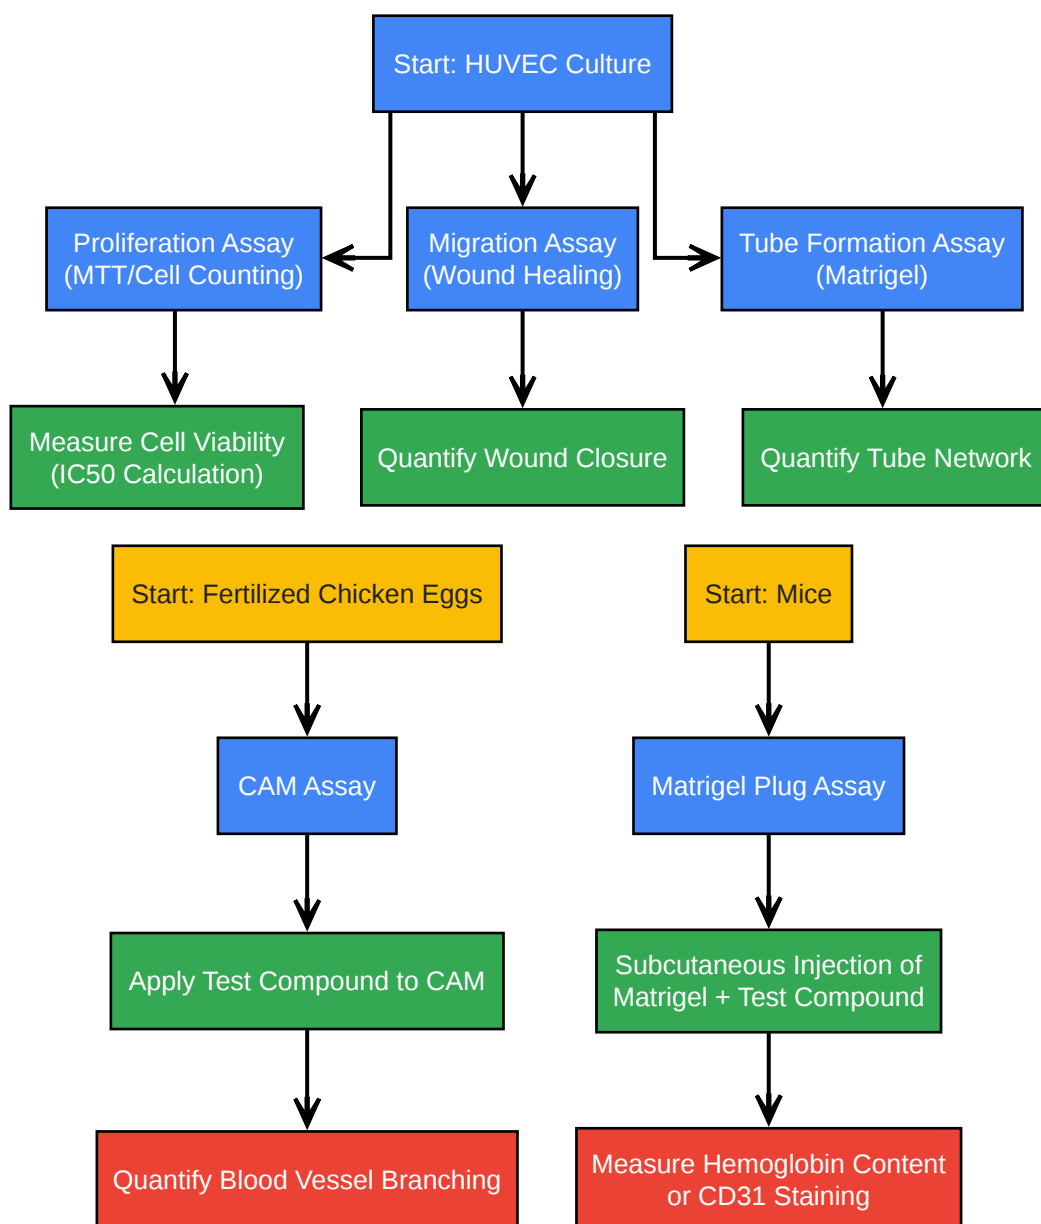 Start: HUVEC Culture
Proliferation Assay
(MTT/Cell Counting)
Migration Assay
(Wound Healing)
Tube Formation Assay
(Matrigel)
Measure Cell Viability
(IC50 Calculation)
Quantify Wound Closure
Quantify Tube Network
Start: Fertilized Chicken Eggs
Start: Mice
CAM Assay
Matrigel Plug Assay
Apply Test Compound to CAM
Subcutaneous Injection of
Matrigel + Test Compound
Quantify Blood Vessel Branching
Measure Hemoglobin Content
or CD31 Staining